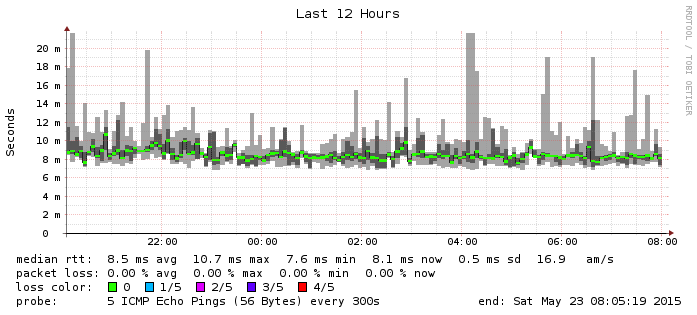 Last 12 Hours
RRDTOOL / TOBI OETIKER
Seconds
20 m
18 m
16 m
14 m
12 m
10 m
8 m
6 m
4 m
2 m
0
22:00 00:00 02:00 04:00 06:00 08:00
median rtt: 8.5 ms avg 10.7 ms max 7.6 ms min 8.1 ms now 0.5 ms sd 16.9 am/s
packet loss: 0.00 % avg 0.00 % max 0.00 % min 0.00 % now
loss color: 0 1/5 2/5 3/5 4/5
probe: 5 ICMP Echo Pings (56 Bytes) every 300s end: Sat May 23 08:05:19 2015